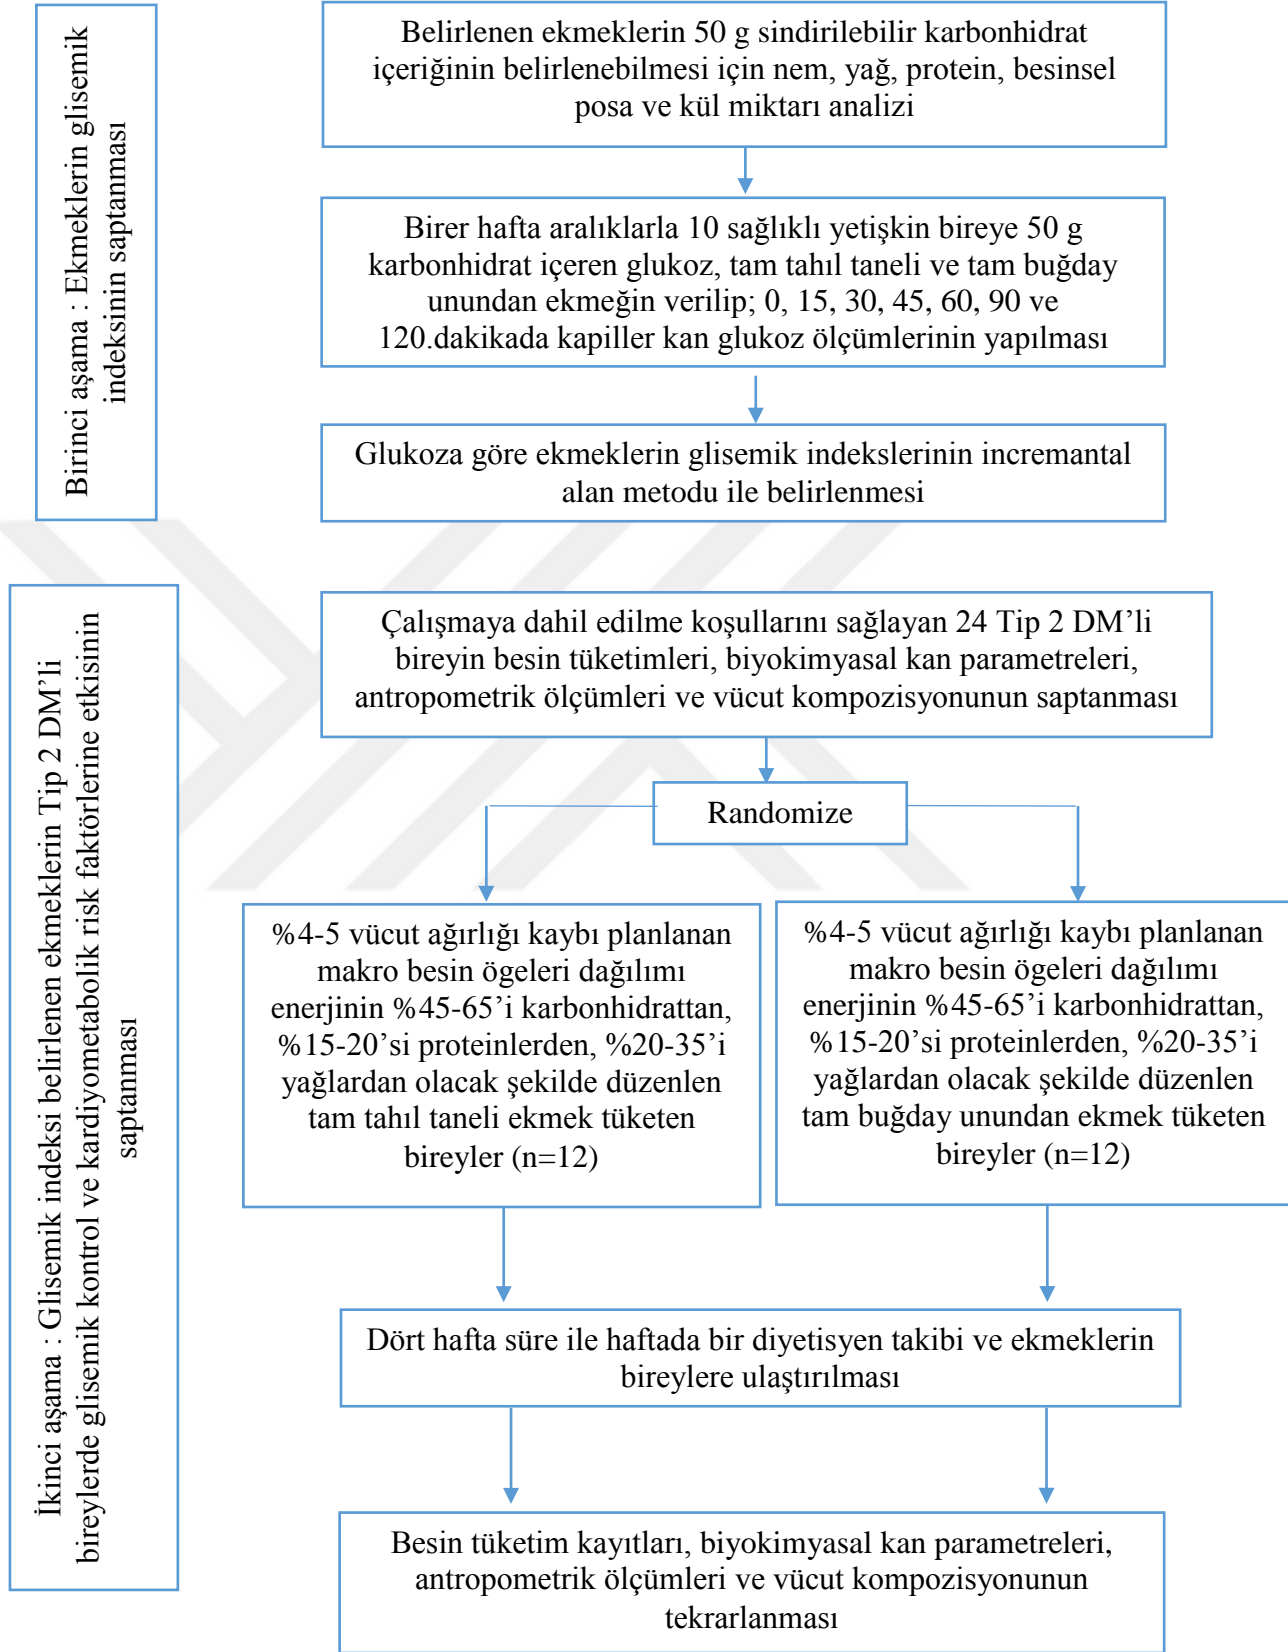 Birinci aşama : Ekmeklerin glisemik
indeksinin saptanması
Belirlenen ekmeklerin 50 g sindirilebilir karbonhidrat
içeriğinin belirlenebilmesi için nem, yağ, protein, besinsel
posa ve kül miktarı analizi
Birer hafta aralıklarla 10 sağlıklı yetişkin bireye 50 g
karbonhidrat içeren glukoz, tam tahıl taneli ve tam buğday
unundan ekmeğin verilip; 0, 15, 30, 45, 60, 90 ve
120.dakikada kapiller kan glukoz ölçümlerinin yapılması
Glukoza göre ekmeklerin glisemik indekslerinin incremantal
alan metodu ile belirlenmesi
İkinci aşama : Glisemik indeksi belirlenen ekmeklerin Tip 2 DM’li
bireylerde glisemik kontrol ve kardiyometabolik risk faktörlerine etkisinin
saptanması
Çalışmaya dahil edilme koşullarını sağlayan 24 Tip 2 DM’li
bireyin besin tüketimleri, biyokimyasal kan parametreleri,
antropometrik ölçümleri ve vücut kompozisyonunun saptanması
Randomize
%4-5 vücut ağırlığı kaybı planlanan
makro besin ögeleri dağılımı
enerjinin %45-65’i karbonhidrattan,
%15-20’si proteinlerden, %20-35’i
yağlardan olacak şekilde düzenlen
tam tahıl taneli ekmek tüketen
bireyler (n=12)
%4-5 vücut ağırlığı kaybı planlanan
makro besin ögeleri dağılımı
enerjinin %45-65’i karbonhidrattan,
%15-20’si proteinlerden, %20-35’i
yağlardan olacak şekilde düzenlen
tam buğday unundan ekmek tüketen
bireyler (n=12)
Dört hafta süre ile haftada bir diyetisyen takibi ve ekmeklerin
bireylere ulaştırılması
Besin tüketim kayıtları, biyokimyasal kan parametreleri,
antropometrik ölçümleri ve vücut kompozisyonunun
tekrarlanması